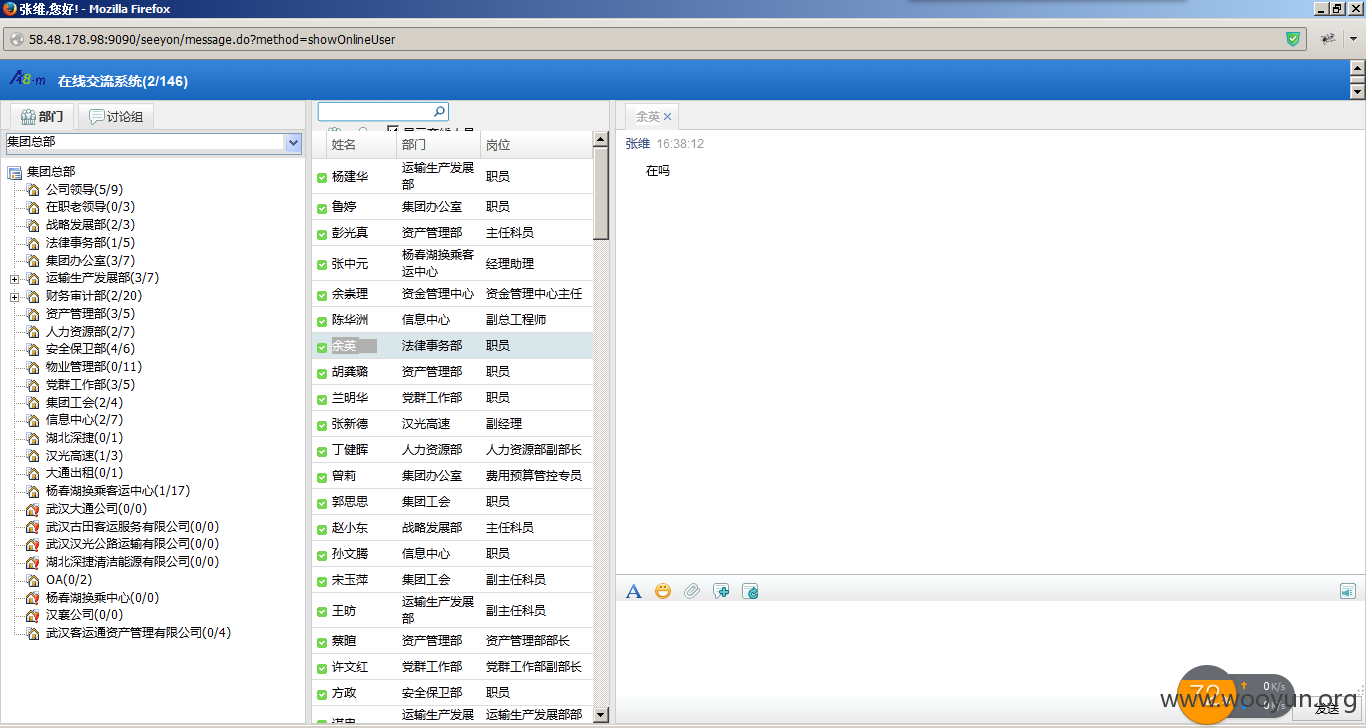 张维,您好! - Mozilla Firefox
58.48.178.98:9090/seeyon/message.do?method=showOnlineUser
A8-m 在线交流系统(2/146)
部门 讨论组
集团总部
集团总部
公司领导(5/9)
在职老领导(0/3)
战略发展部(2/3)
法律事务部(1/5)
集团办公室(3/7)
运输生产发展部(3/7)
财务审计部(2/20)
资产管理部(3/5)
人力资源部(2/7)
安全保卫部(4/6)
物业管理部(0/11)
党群工作部(3/5)
集团工会(2/4)
信息中心(2/7)
湖北深捷(0/1)
汉光高速(1/3)
大通出租(0/1)
杨春湖换乘客运中心(1/17)
武汉大通公司(0/0)
武汉古田客运服务有限公司(0/0)
武汉汉光公路运输有限公司(0/0)
湖北深捷清洁能源有限公司(0/0)
OA(0/2)
杨春湖换乘中心(0/0)
汉襄公司(0/0)
武汉客运通资产管理有限公司(0/4)
姓名 部门 岗位
杨建华 运输生产发展部 职员
鲁婷 集团办公室 职员
彭光真 资产管理部 主任科员
张中元 杨春湖换乘客运中心 经理助理
余崇理 资金管理中心 资金管理中心主任
陈华洲 信息中心 副总工程师
余英 法律事务部 职员
胡龚璐 资产管理部 职员
兰明华 党群工作部 职员
张新德 汉光高速 副经理
丁健晖 人力资源部 人力资源部副部长
曾莉 集团办公室 费用预算管控专员
郭思思 集团工会 职员
赵小东 战略发展部 主任科员
孙文腾 信息中心 职员
宋玉萍 集团工会 副主任科员
王昉 运输生产发展部 副主任科员
蔡暄 资产管理部 资产管理部部长
许文红 党群工作部 党群工作部副部长
方政 安全保卫部 职员
运输生产发展 运输生产发展部部
余英
张维 16:38:12
在吗
72
0K/s
0K/s
发送
www.wooyun.org